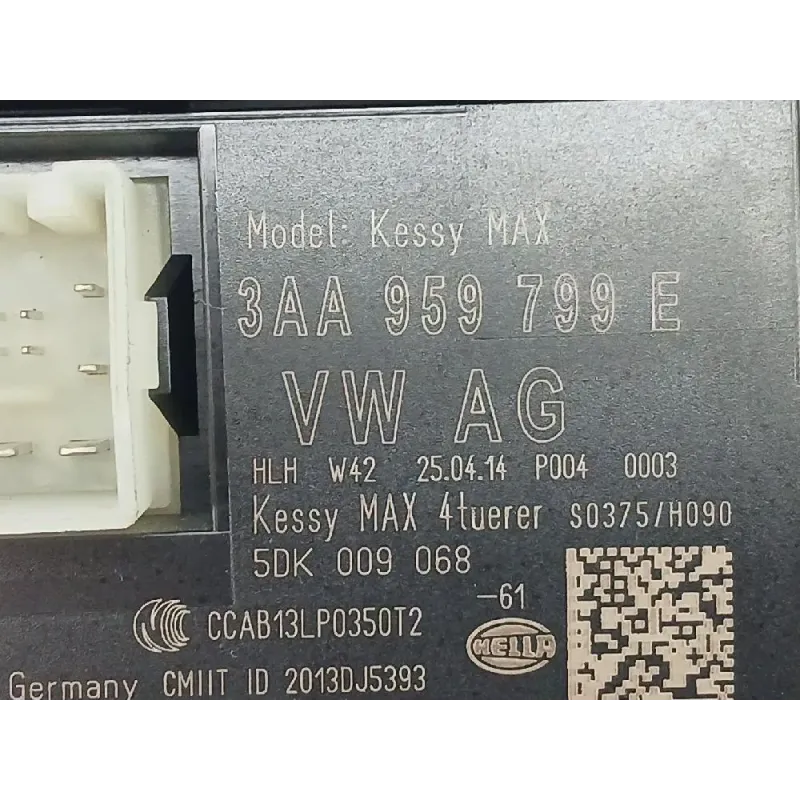 Model: Kessy MAX
3AA 959 799 E
VW AG
HLH W42 25.04.14 P004 0003
Kessy MAX 4tuerer S0375/H090
5DK 009 068
-61
CCAB13LP0350T2
HELLA
Germany CMIIT ID 2013DJ5393